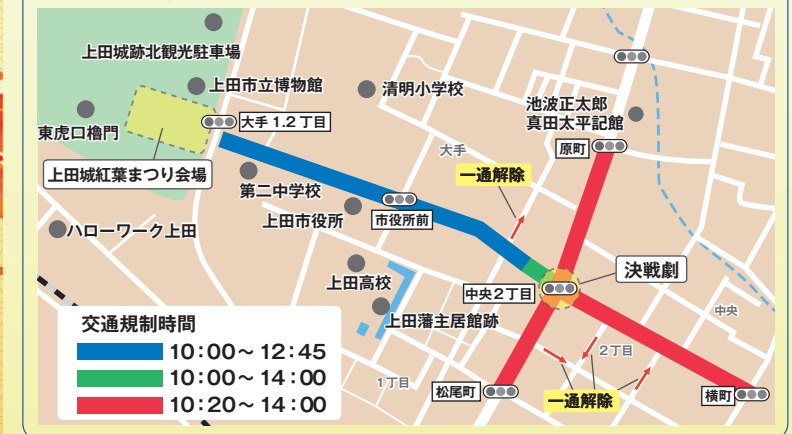 上田城跡北観光駐車場
上田市立博物館
清明小学校
池波正太郎
真田太平記館
東虎口櫓門
大手1.2丁目
大手
原町
上田城紅葉まつり会場
一通解除
第二中学校
上田市役所
市役所前
ハローワーク上田
決戦劇
上田高校
中央2丁目
中央
上田藩主居館跡
交通規制時間
10:00～12:45
10:00～14:00
10:20～14:00
2丁目
1丁目
松尾町
一通解除
横町